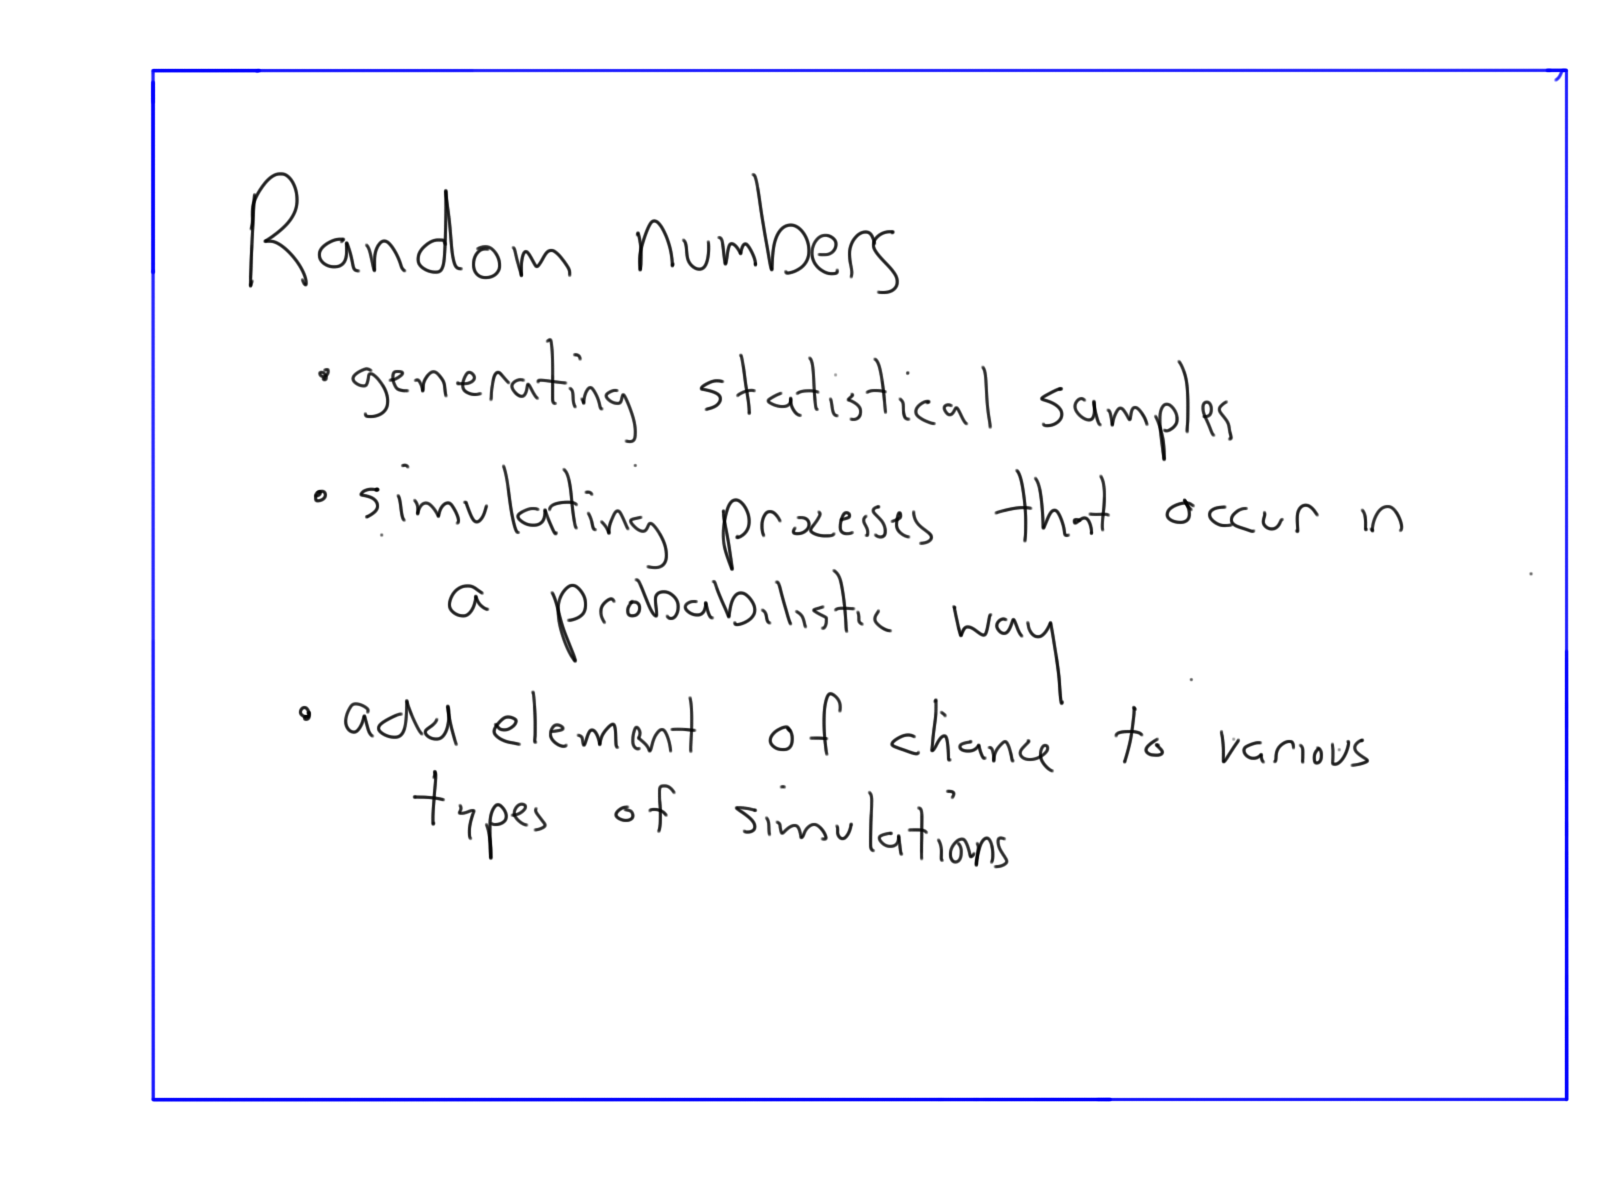 Random numbers
• generating statistical samples
• simulating processes that occur in
a probabilistic way
• add element of chance to various
types of simulations